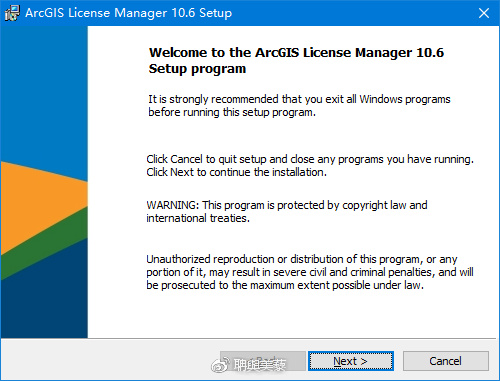 ArcGIS License Manager 10.6 Setup
Welcome to the ArcGIS License Manager 10.6
Setup program
It is strongly recommended that you exit all Windows programs
before running this setup program.
Click Cancel to quit setup and close any programs you have running.
Click Next to continue the installation.
WARNING: This program is protected by copyright law and
international treaties.
Unauthorized reproduction or distribution of this program, or any
portion of it, may result in severe civil and criminal penalties, and will
be prosecuted to the maximum extent possible under law.
Next >
Cancel